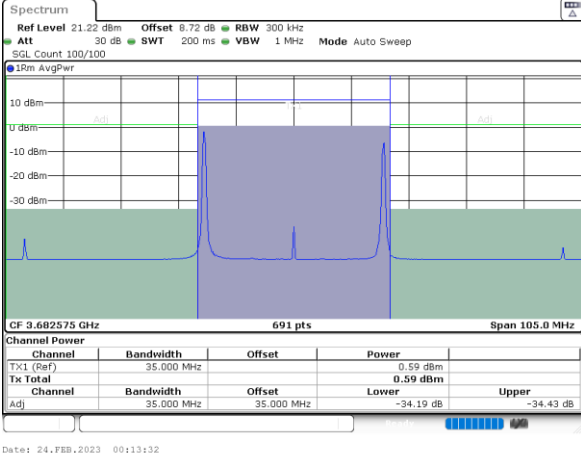 Spectrum
Ref Level 21.22 dBm Offset 8.72 dB RBW 300 kHz
Att 30 dB SWT 200 ms VBW 1 MHz Mode Auto Sweep
SGL Count 100/100
1Rm AvgPwr
10 dBm
Adj Adj
0 dBm
-10 dBm
-20 dBm
-30 dBm
CF 3.682575 GHz 691 pts Span 105.0 MHz
Channel Power
Channel Bandwidth Offset Power
TX1 (Ref) 35.000 MHz 0.59 dBm
Tx Total 0.59 dBm
Channel Bandwidth Offset Lower Upper
Adj 35.000 MHz 35.000 MHz -34.19 dB -34.43 dB
Ready
Date: 24.FEB.2023 00:13:32